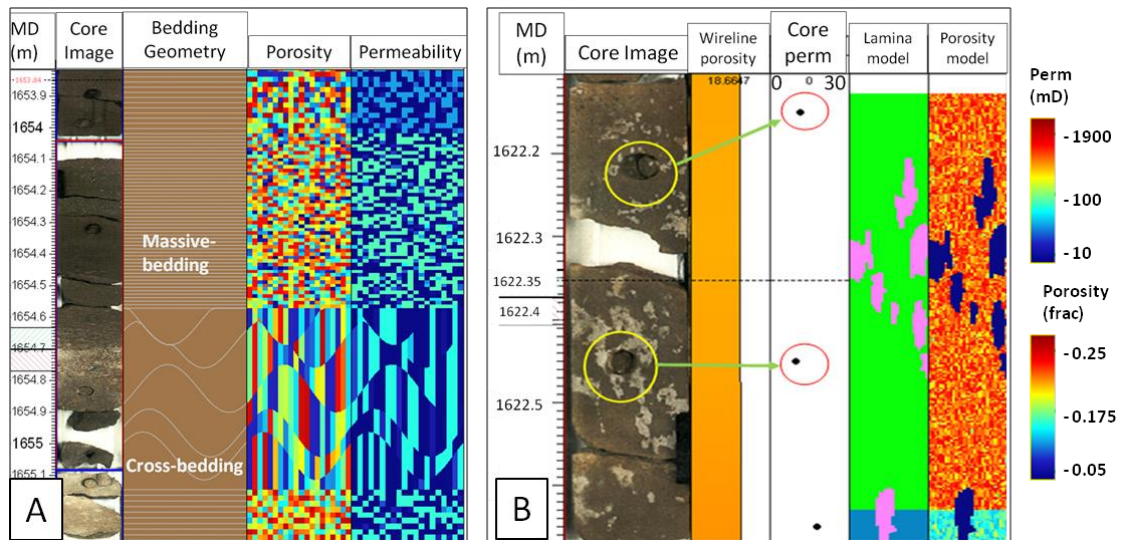 MD
(m)
Core
Image
Bedding
Geometry
Porosity
Permeability
1653.84
1653.9
1654
1654.1
1654.2
1654.3
1654.4
1654.5
1654.6
1654.7
1654.8
1654.9
1655
1655.1
Massive-
bedding
Cross-bedding
A
MD
(m)
Core Image
Wireline
porosity
Core
perm
Lamina
model
Porosity
model
18.6647
0 0 30
1622.2
1622.3
1622.35
1622.4
1622.5
B
Perm
(mD)
- 1900
- 100
- 10
Porosity
(frac)
- 0.25
- 0.175
- 0.05